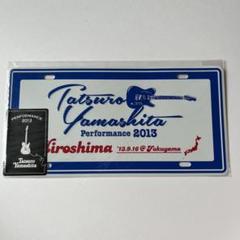 Tatsuro
Yamashita
Performance 2013
Hiroshima '13.9.16 @ Fukuyama
PERFORMANCE
2013
Tatsuro
Yamashita